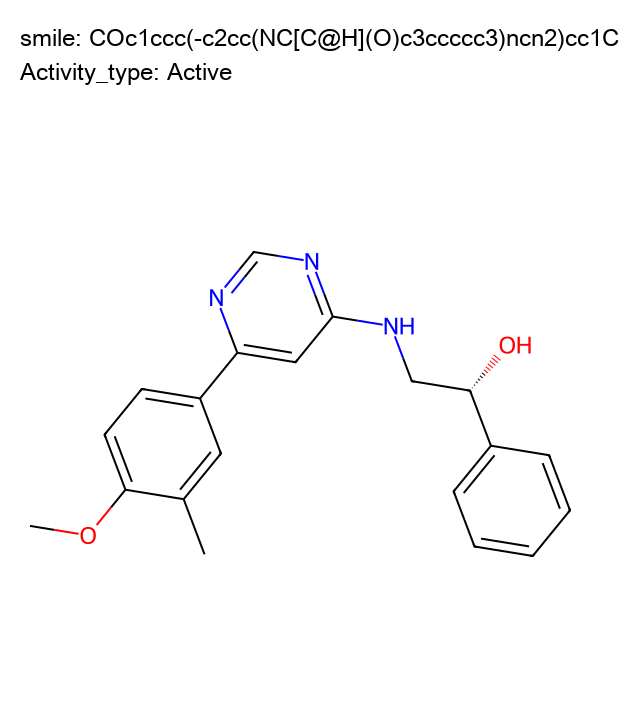 smile: COc1ccc(-c2cc(NC[C@H](O)c3ccccc3)ncn2)cc1C
Activity_type: Active
N
N
NH
OH
O